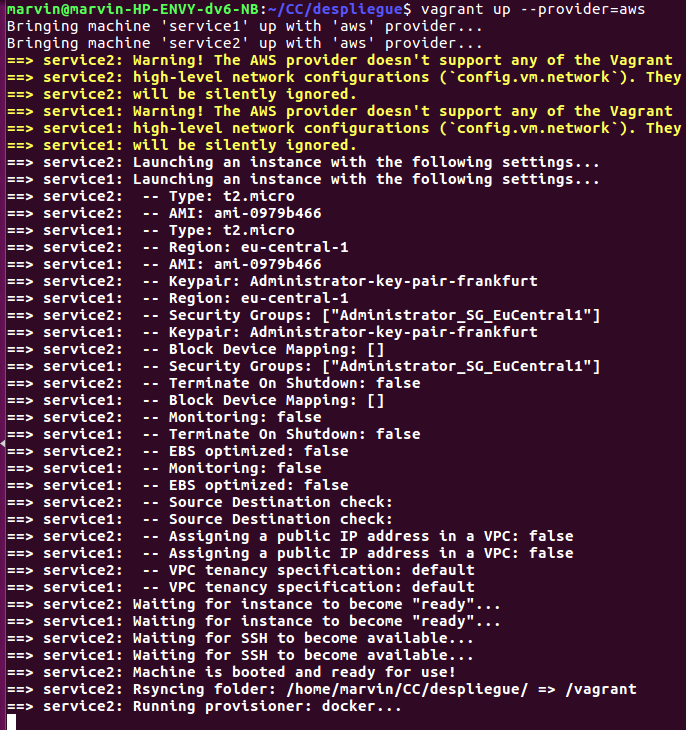 marvin@marvin-HP-ENVY-dv6-NB:~/CC/despliegue$ vagrant up --provider=aws
Bringing machine 'service1' up with 'aws' provider...
Bringing machine 'service2' up with 'aws' provider...
==> service2: Warning! The AWS provider doesn't support any of the Vagrant
==> service2: high-level network configurations (`config.vm.network`). They
==> service2: will be silently ignored.
==> service1: Warning! The AWS provider doesn't support any of the Vagrant
==> service1: high-level network configurations (`config.vm.network`). They
==> service1: will be silently ignored.
==> service2: Launching an instance with the following settings...
==> service1: Launching an instance with the following settings...
==> service2:  -- Type: t2.micro
==> service2:  -- AMI: ami-0979b466
==> service1:  -- Type: t2.micro
==> service2:  -- Region: eu-central-1
==> service1:  -- AMI: ami-0979b466
==> service2:  -- Keypair: Administrator-key-pair-frankfurt
==> service1:  -- Region: eu-central-1
==> service2:  -- Security Groups: ["Administrator_SG_EuCentral1"]
==> service1:  -- Keypair: Administrator-key-pair-frankfurt
==> service2:  -- Block Device Mapping: []
==> service1:  -- Security Groups: ["Administrator_SG_EuCentral1"]
==> service2:  -- Terminate On Shutdown: false
==> service1:  -- Block Device Mapping: []
==> service2:  -- Monitoring: false
==> service1:  -- Terminate On Shutdown: false
==> service2:  -- EBS optimized: false
==> service1:  -- Monitoring: false
==> service1:  -- EBS optimized: false
==> service2:  -- Source Destination check:
==> service1:  -- Source Destination check:
==> service2:  -- Assigning a public IP address in a VPC: false
==> service1:  -- Assigning a public IP address in a VPC: false
==> service2:  -- VPC tenancy specification: default
==> service1:  -- VPC tenancy specification: default
==> service2: Waiting for instance to become "ready"...
==> service1: Waiting for instance to become "ready"...
==> service2: Waiting for SSH to become available...
==> service1: Waiting for SSH to become available...
==> service2: Machine is booted and ready for use!
==> service2: Rsyncing folder: /home/marvin/CC/despliegue/ => /vagrant
==> service2: Running provisioner: docker...